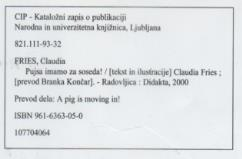 CIP - Kataložni zapis o publikaciji
Narodna in univerzitetna knjižnica, Ljubljana
821.111-93-32
FRIES, Claudia
Pujsa imamo za soseda! / [tekst in ilustracije] Claudia Fries ;
[prevod Branka Končar]. - Radovljica : Didakta, 2000
Prevod dela: A pig is moving in!
ISBN 961-6363-05-0
107704064